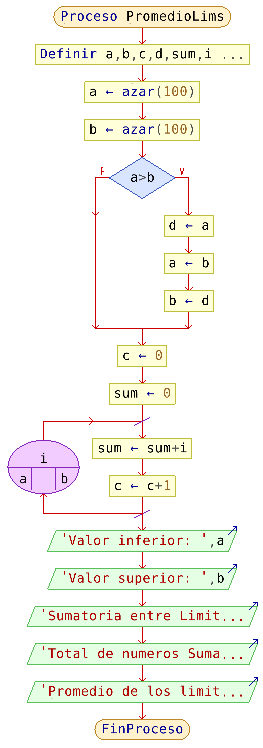 Proceso PromedioLims
Definir a,b,c,d,sum,i ...
a ← azar(100)
b ← azar(100)
F V
a>b
d ← a
a ← b
b ← d
c ← 0
sum ← 0
i
a b
sum ← sum+i
c ← c+1
'Valor inferior: ',a
'Valor superior: ',b
'Sumatoria entre Limit...
'Total de numeros Suma...
'Promedio de los limit...
FinProceso